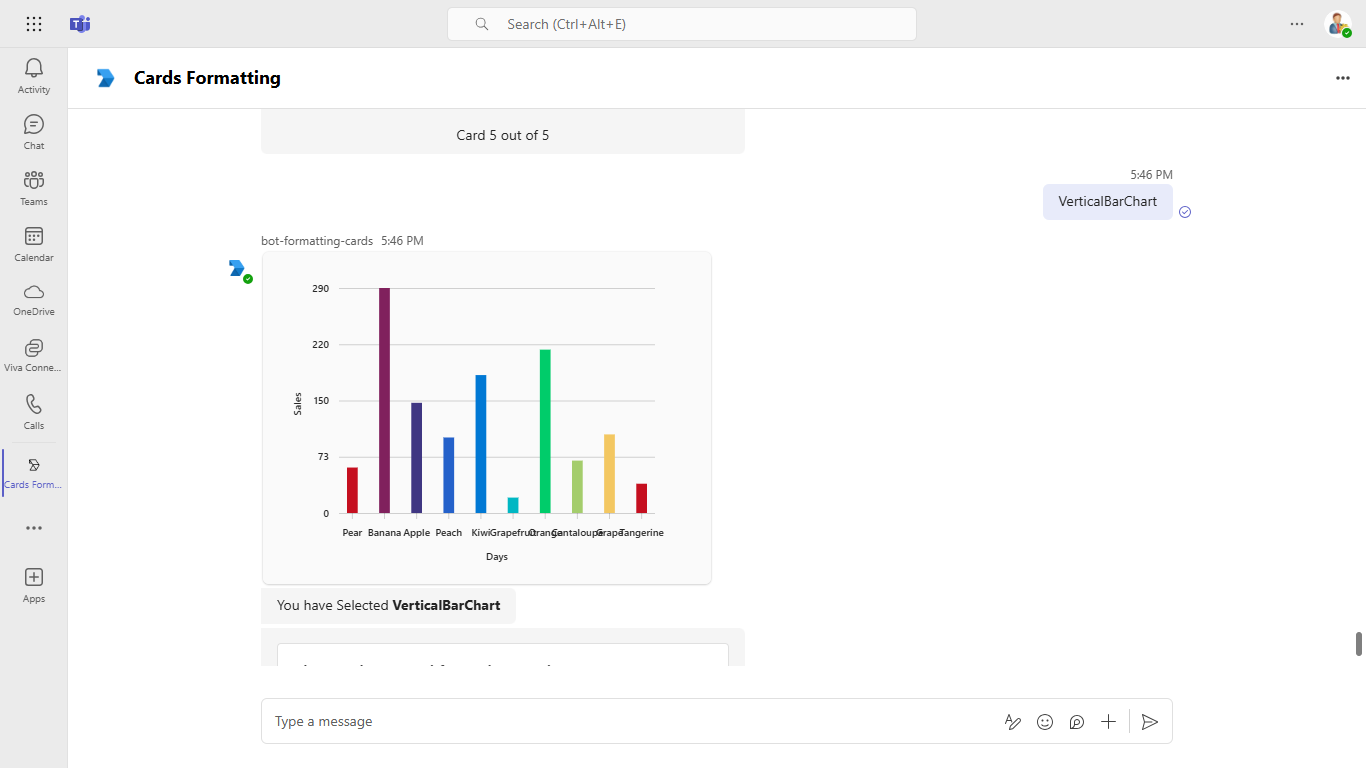 Search (Ctrl+Alt+E)
Activity
Chat
Teams
Calendar
OneDrive
Viva Conne...
Calls
Cards Form...
Apps
Cards Formatting
Card 5 out of 5
5:46 PM
VerticalBarChart
bot-formatting-cards 5:46 PM
290
220
150
73
0
Sales
Pear Banana Apple Peach Kiwi Grapefruit Orange Cantaloupe Grape Tangerine
Days
You have Selected VerticalBarChart
Type a message